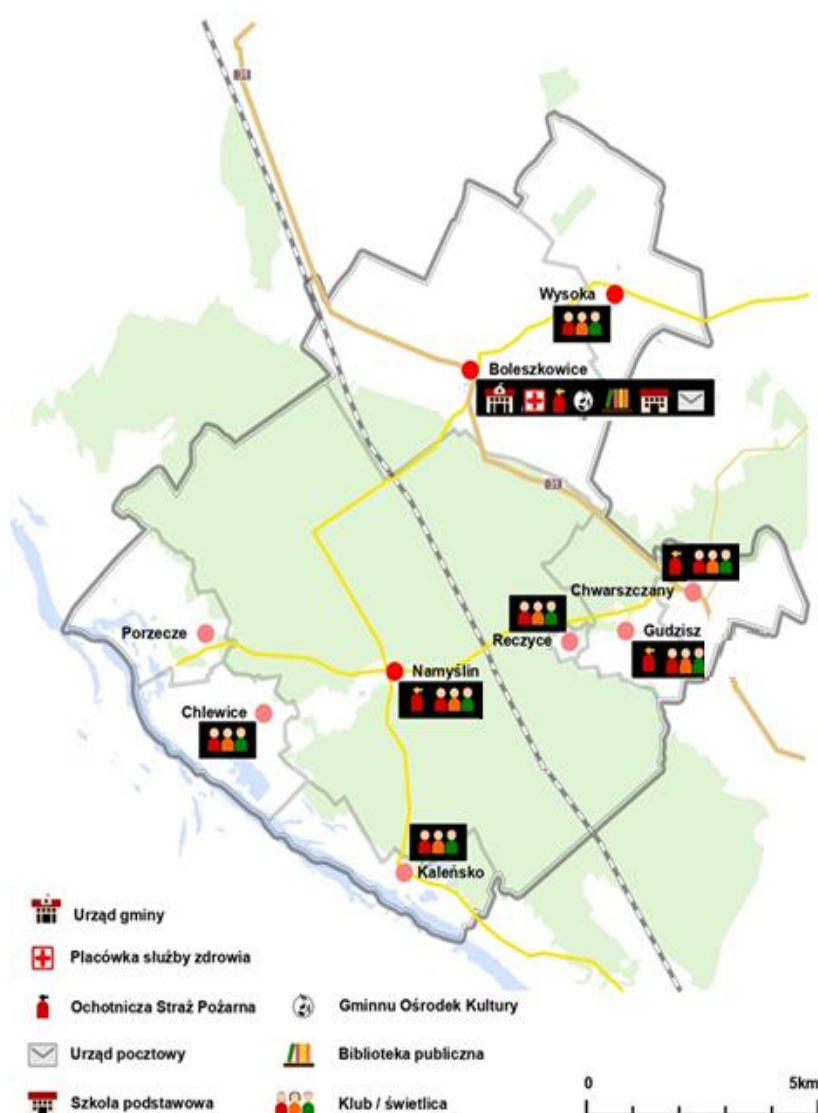 31
Wysoka
Boleszkowice
31
Chwarszczany
Porzecze
Reczyce
Gudzisz
Namyślin
Chlewice
Kaleńsko
Urząd gminy
Placówka służby zdrowia
Ochotnicza Straż Pożarna
Gminnu Ośrodek Kultury
Urząd pocztowy
Biblioteka publiczna
Szkoła podstawowa
Klub / świetlica
0 5km